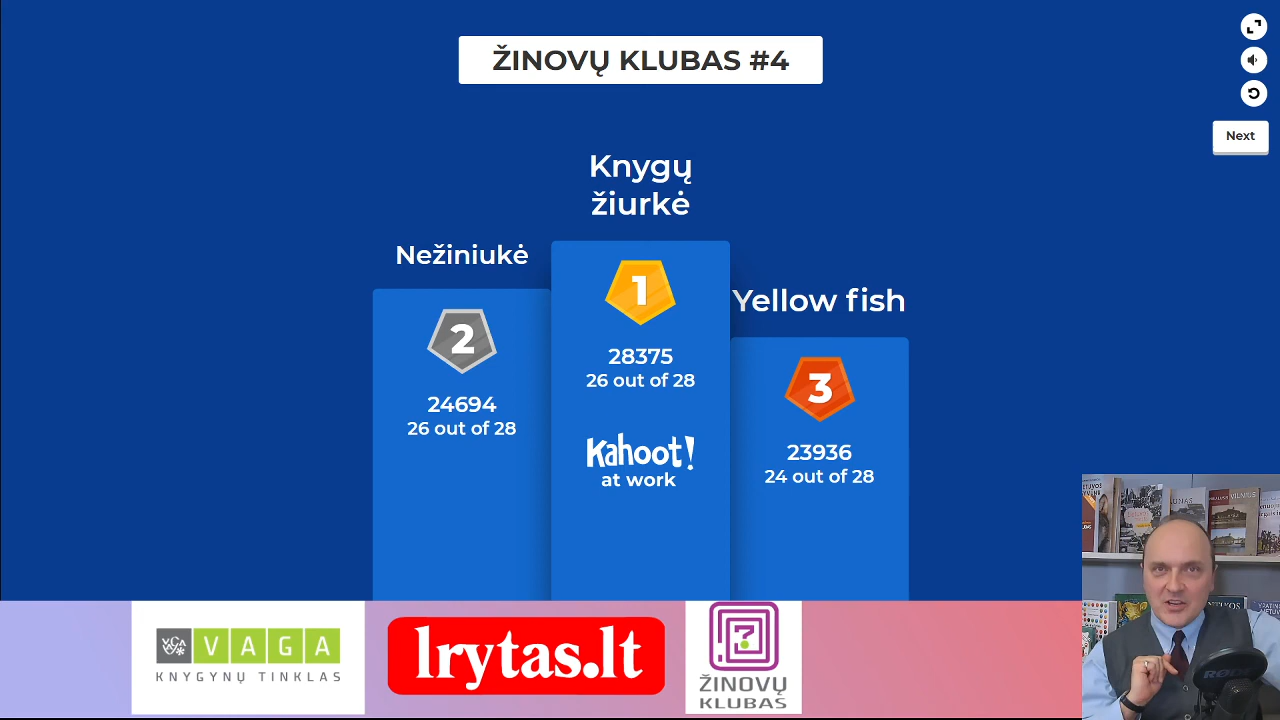 ŽINOVŲ KLUBAS #4
Next
Knygų
žiurkė
Nežiniukė
Yellow fish
1
2
3
28375
26 out of 28
24694
26 out of 28
23936
24 out of 28
Kahoot!
at work
VAGA
KNYGYNŲ TINKLAS
lrytas.lt
?
ŽINOVŲ
KLUBAS
RØDE